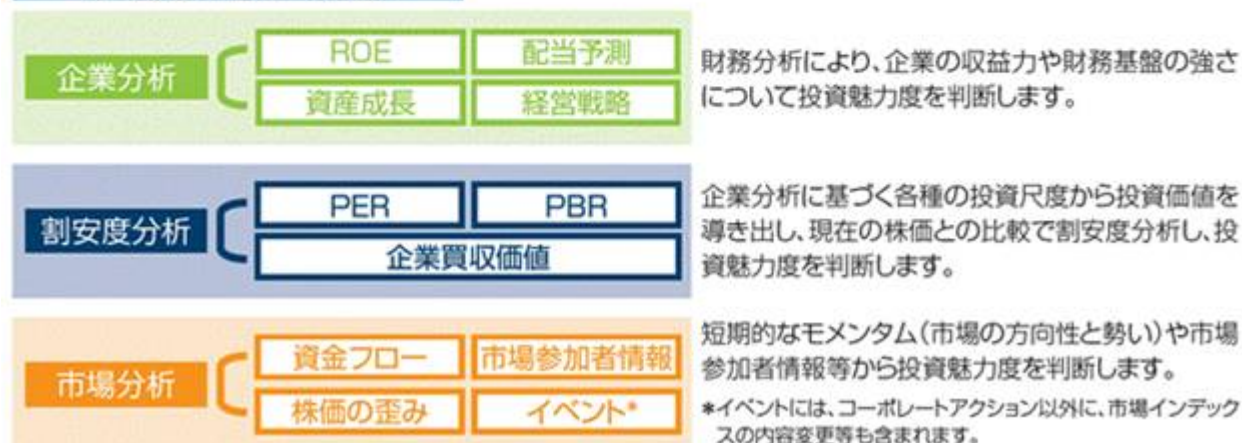 企業分析
ROE
配当予測
資産成長
経営戦略
財務分析により、企業の収益力や財務基盤の強さ
について投資魅力度を判断します。
割安度分析
PER
PBR
企業買収価値
企業分析に基づく各種の投資尺度から投資価値を
導き出し、現在の株価との比較で割安度分析し、投
資魅力度を判断します。
市場分析
資金フロー
市場参加者情報
株価の歪み
イベント*
短期的なモメンタム(市場の方向性と勢い)や市場
参加者情報等から投資魅力度を判断します。
*イベントには、コーポレートアクション以外に、市場インデック
スの内容変更等も含まれます。